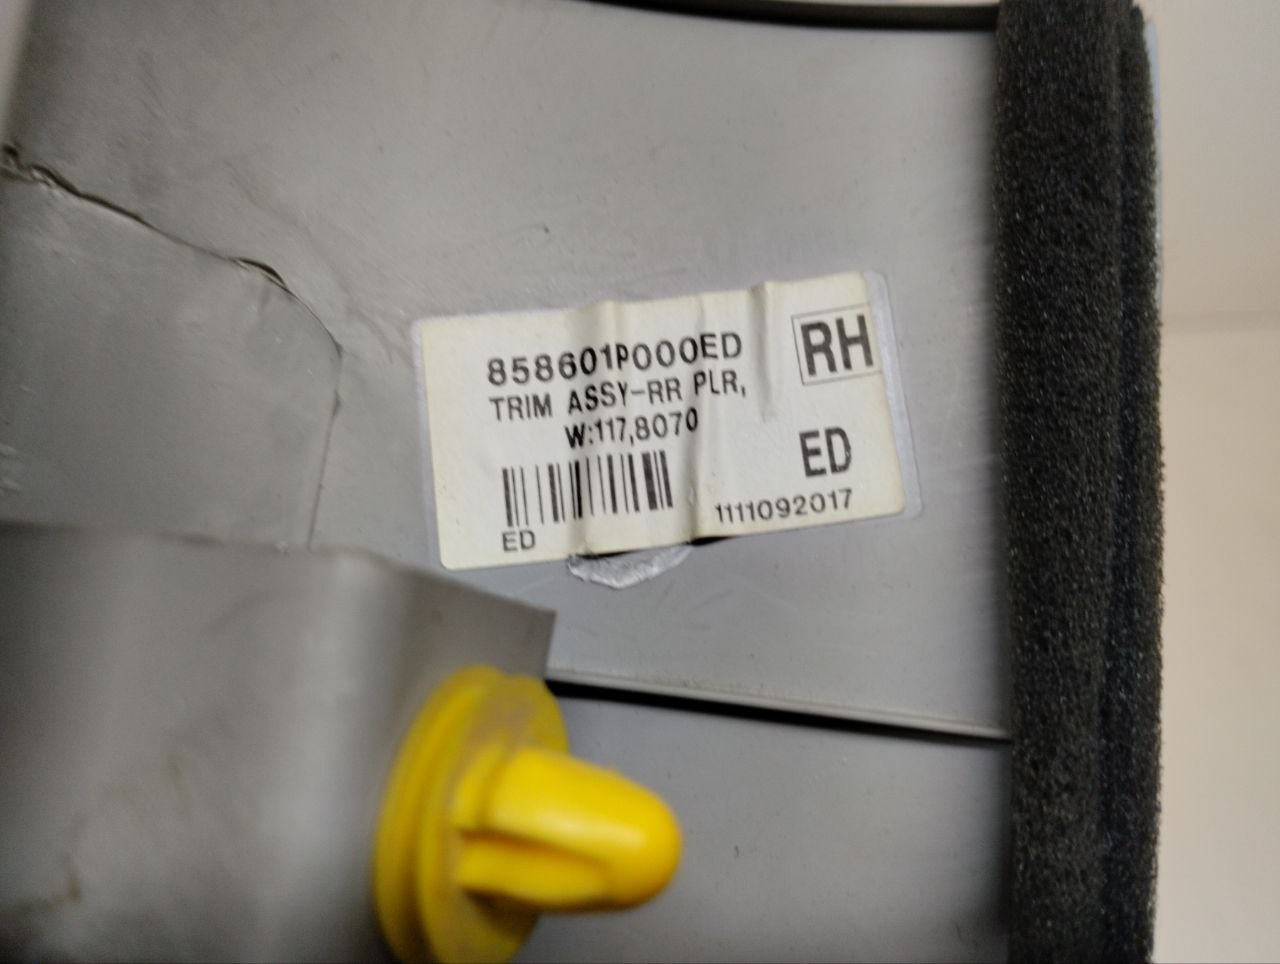 858601P000ED
RH
TRIM ASSY-RR PLR,
W:117,8070
ED
1111092017
ED